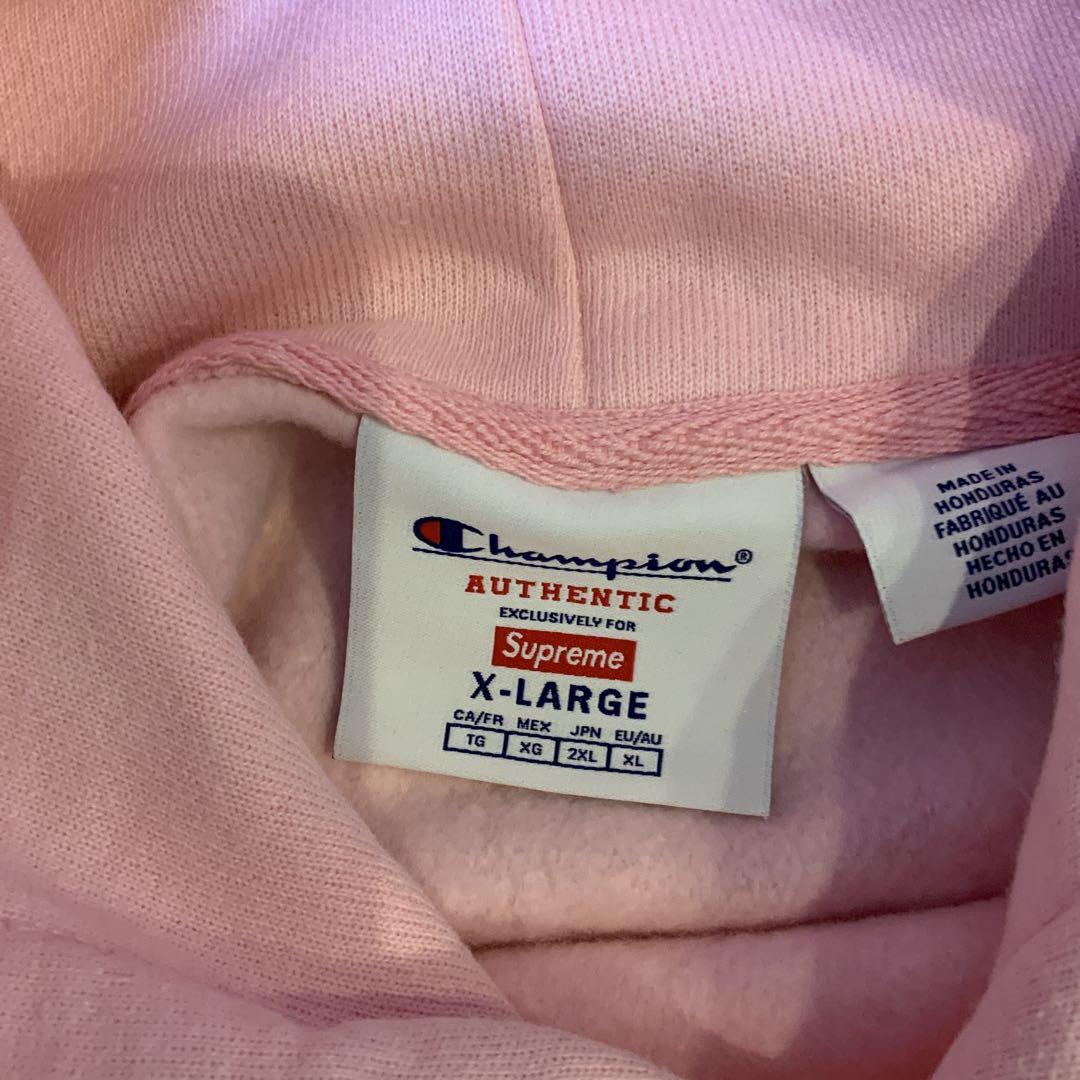 Champion®
AUTHENTIC
EXCLUSIVELY FOR
Supreme
X-LARGE
CA/FR MEX JPN EU/AU
TG XG 2XL XL
MADE IN
HONDURAS
FABRIQUÉ AU
HONDURAS
HECHO EN
HONDURAS